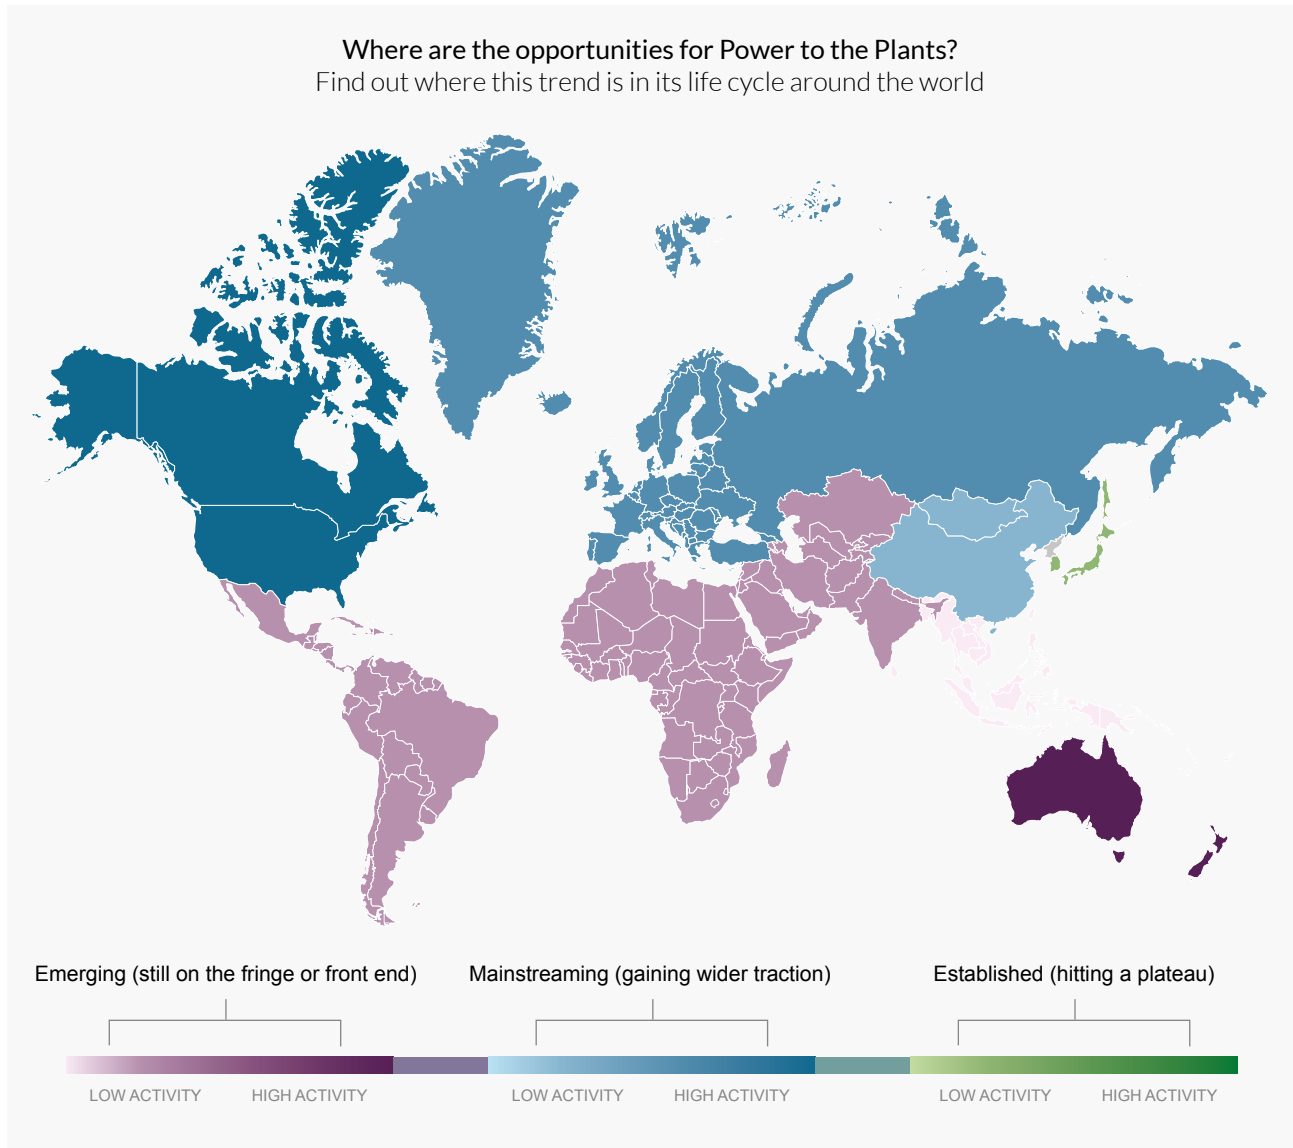 Where are the opportunities for Power to the Plants?
Find out where this trend is in its life cycle around the world
Emerging (still on the fringe or front end)
Mainstreaming (gaining wider traction)
Established (hitting a plateau)
LOW ACTIVITY
HIGH ACTIVITY
LOW ACTIVITY
HIGH ACTIVITY
LOW ACTIVITY
HIGH ACTIVITY